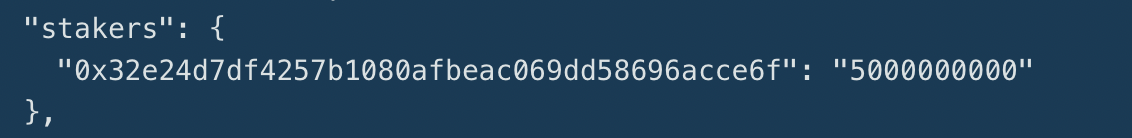 "stakers": {
"0x32e24d7df4257b1080afbeac069dd58696acce6f": "5000000000"
},